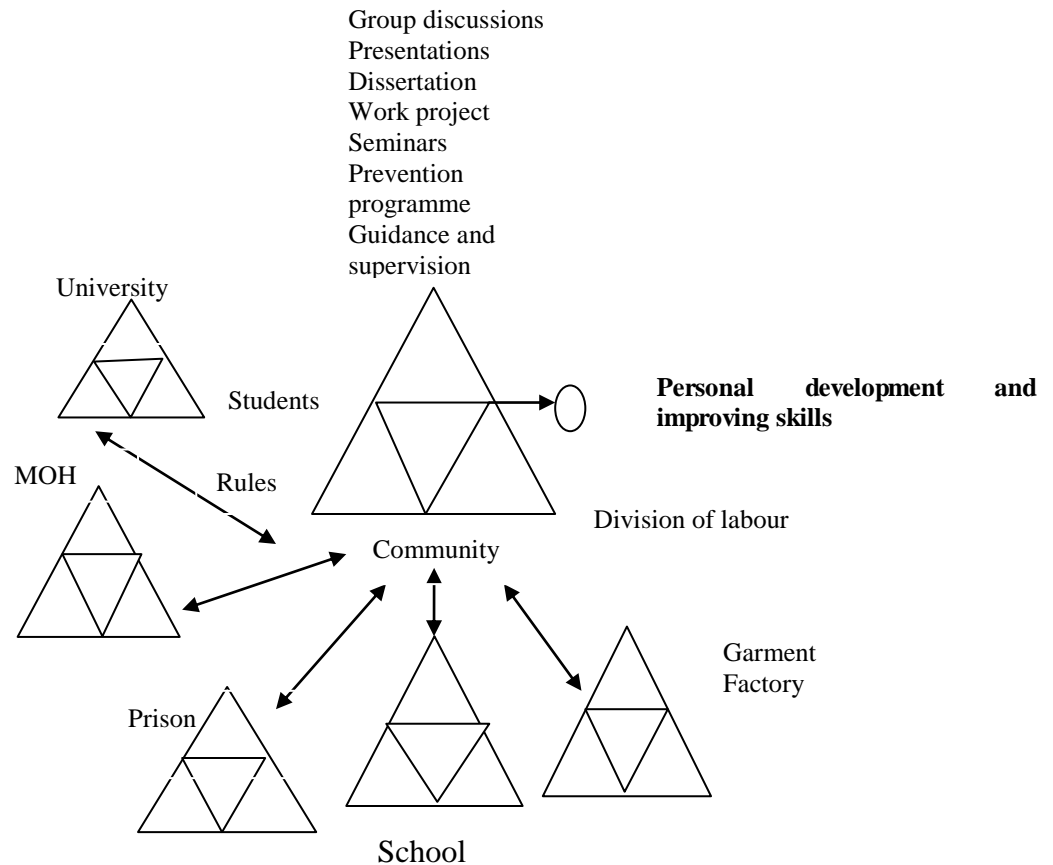 Group discussions
Presentations
Dissertation
Work project
Seminars
Prevention
programme
Guidance and
supervision
University
Students
Personal development and
improving skills
MOH
Rules
Division of labour
Community
Garment
Factory
Prison
School